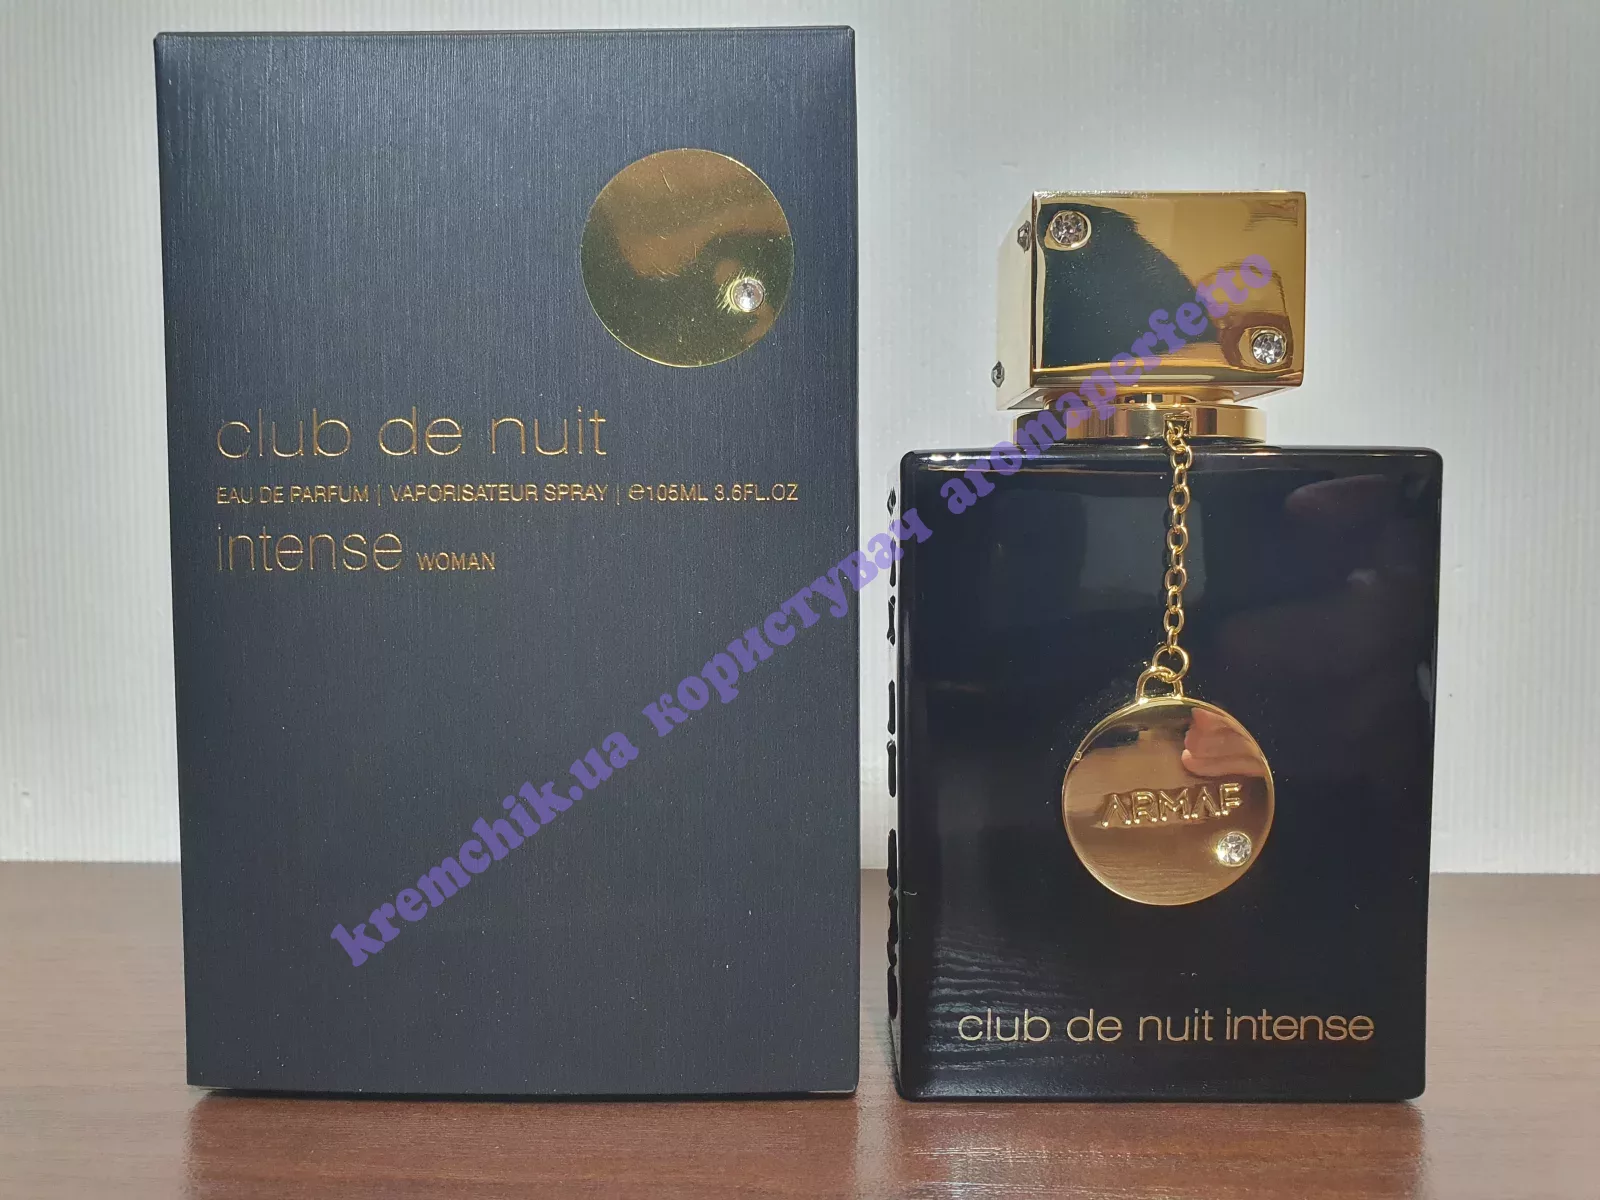 club de nuit
EAU DE PARFUM | VAPORISATEUR SPRAY | ℮105ML 3.6FL.OZ
intense WOMAN
ARMAF
club de nuit intense
kremchik.ua користувач aromaperfetto